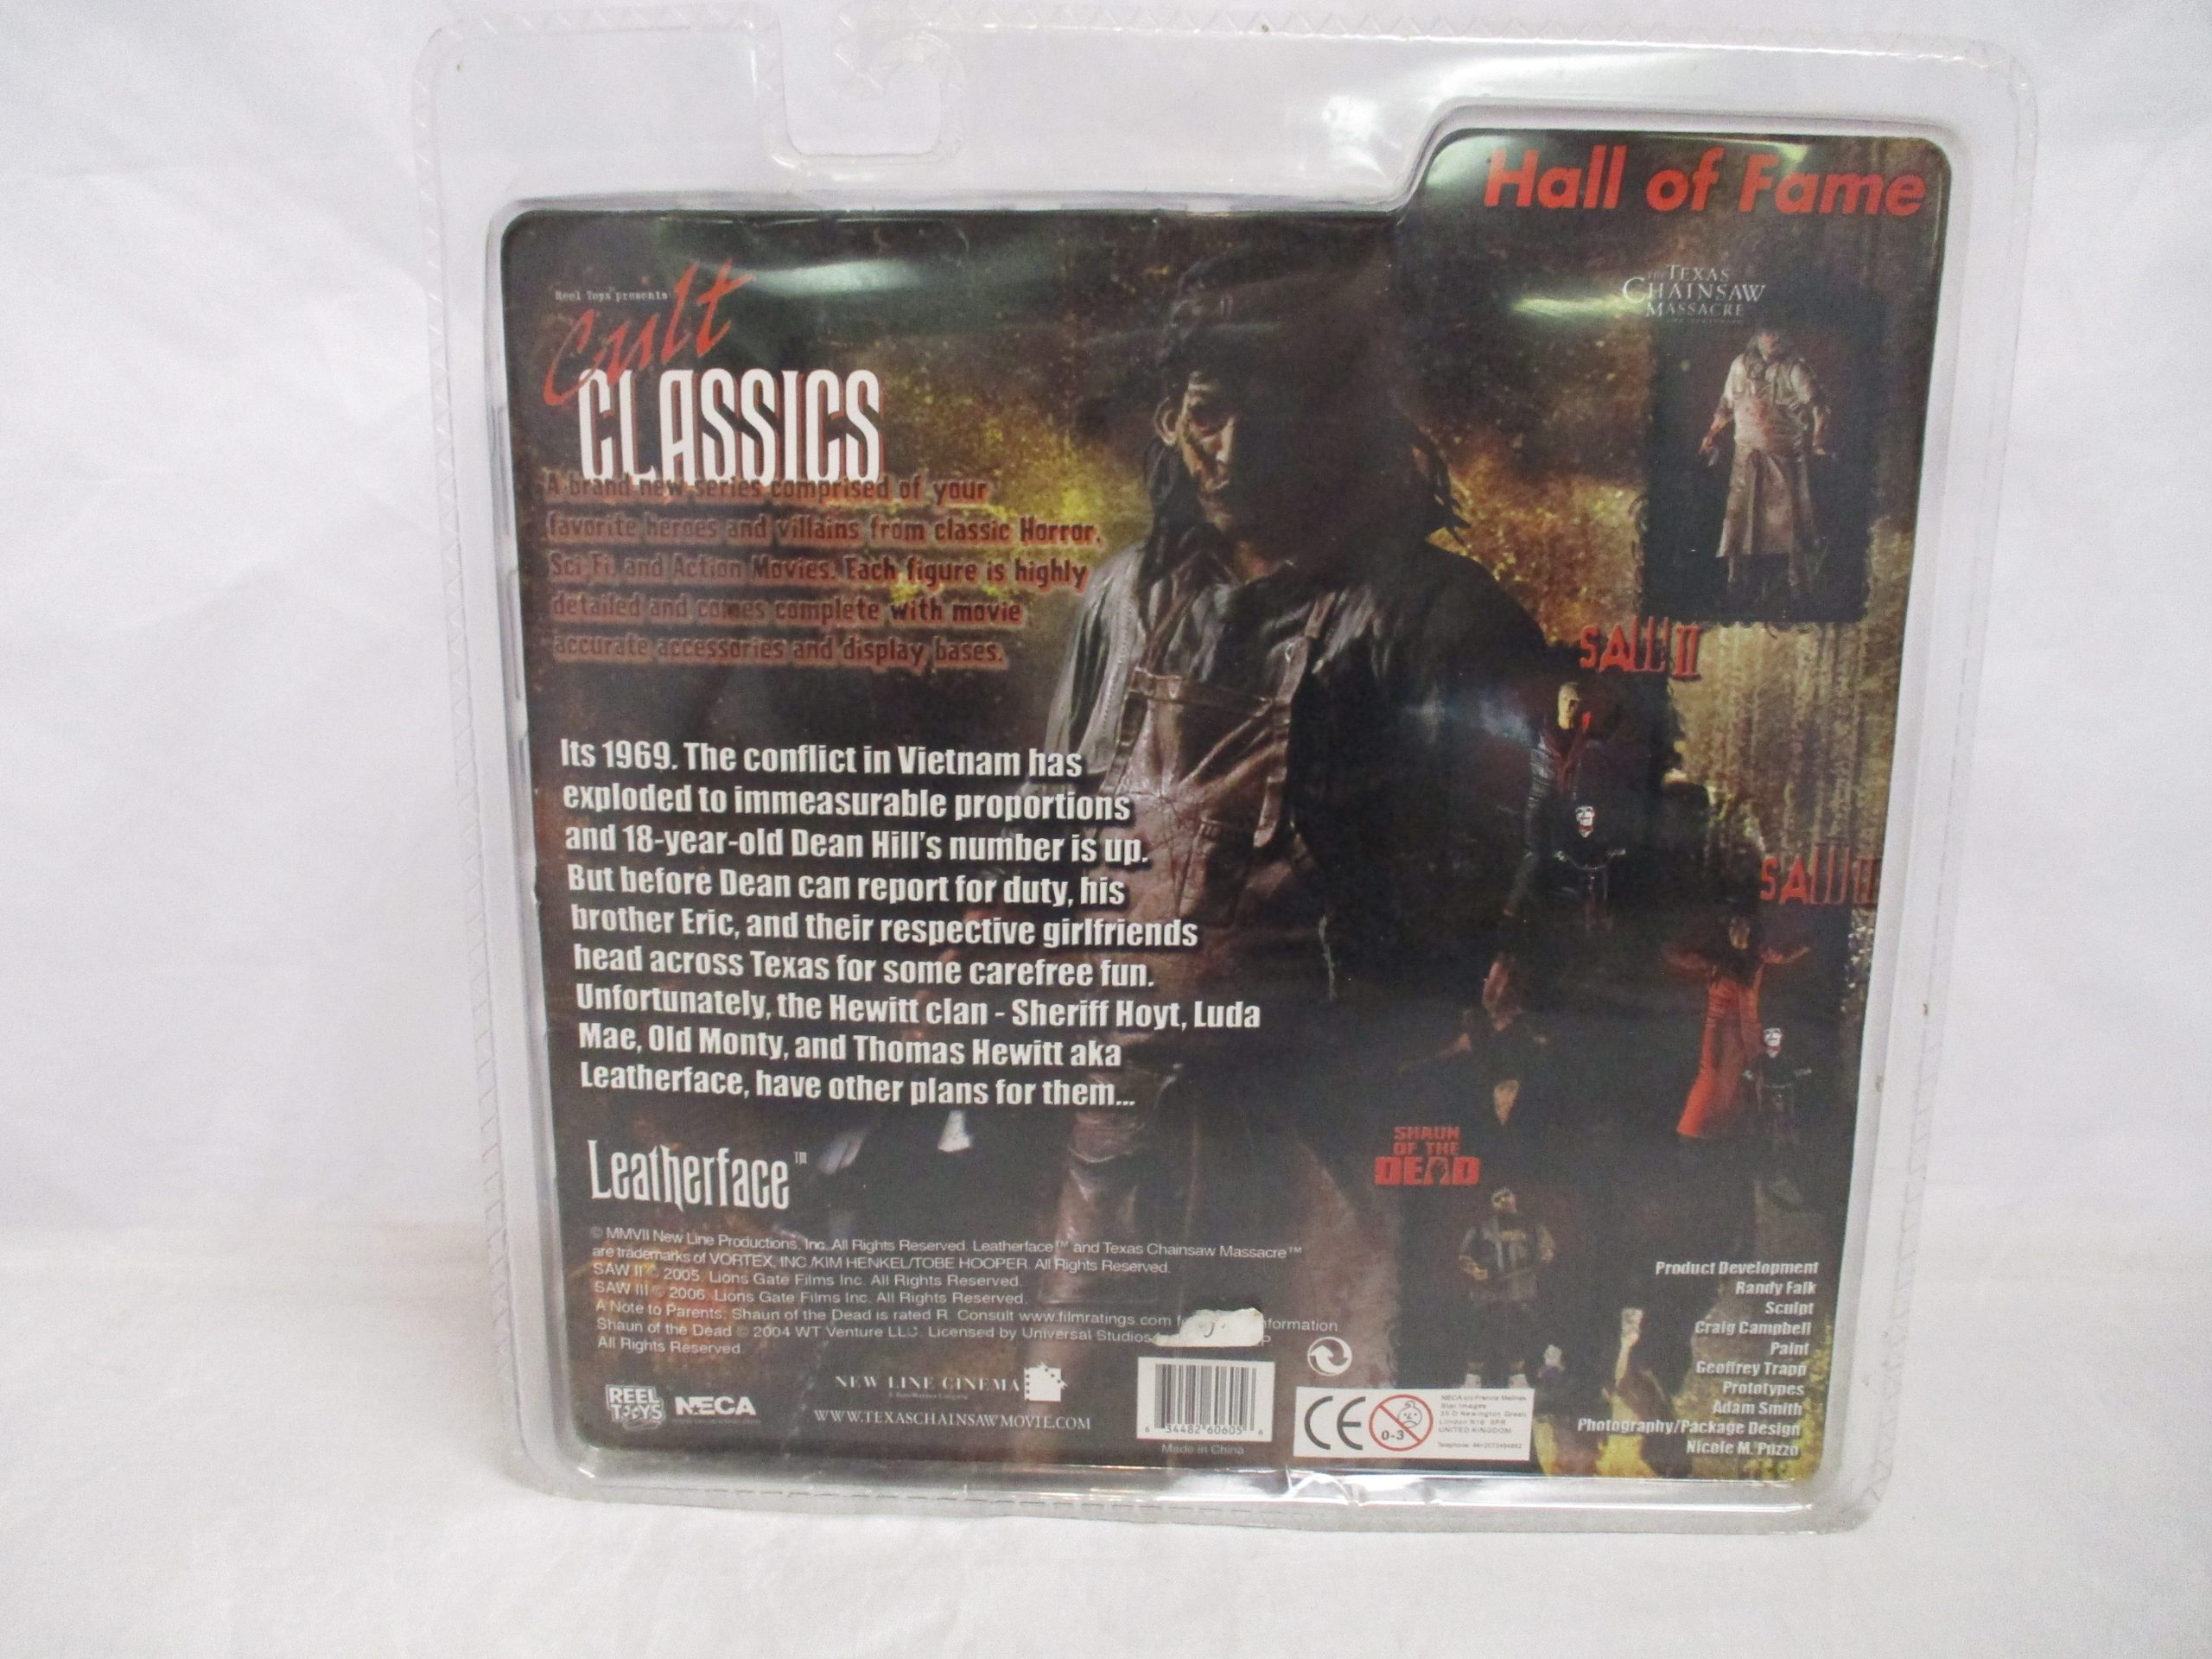 Hall of Fame
Reel Toys presents
Cult
CLASSICS
A brand new series comprised of your
favorite heroes and villains from classic Horror,
Sci-Fi and Action Movies. Each figure is highly
detailed and comes complete with movie
accurate accessories and display bases.
THE TEXAS
CHAINSAW
MASSACRE
SAW II
SAW III
SHAUN
OF THE
DEAD
Its 1969. The conflict in Vietnam has
exploded to immeasurable proportions
and 18-year-old Dean Hill's number is up.
But before Dean can report for duty, his
brother Eric, and their respective girlfriends
head across Texas for some carefree fun.
Unfortunately, the Hewitt clan - Sheriff Hoyt, Luda
Mae, Old Monty, and Thomas Hewitt aka
Leatherface, have other plans for them...
Leatherface™
© MMVII New Line Productions, Inc. All Rights Reserved. Leatherface™ and Texas Chainsaw Massacre™
are trademarks of VORTEX, INC./KIM HENKEL/TOBE HOOPER. All Rights Reserved.
SAW II © 2005. Lions Gate Films Inc. All Rights Reserved.
SAW III © 2006. Lions Gate Films Inc. All Rights Reserved.
A Note to Parents: Shaun of the Dead is rated R. Consult www.filmratings.com
Shaun of the Dead © 2004 WT Venture LLC. Licensed by Universal Studios
All Rights Reserved.
REEL
TOYS
NECA
NEW LINE CINEMA
WWW.TEXASCHAINSAWMOVIE.COM
6 34482 60605 6
Made in China
CE
0-3
UNITED KINGDOM
Product Development
Randy Falk
Sculpt
Craig Campbell
Paint
Geoffrey Trapp
Prototypes
Adam Smith
Photography/Package Design
Nicole M. Puzzo